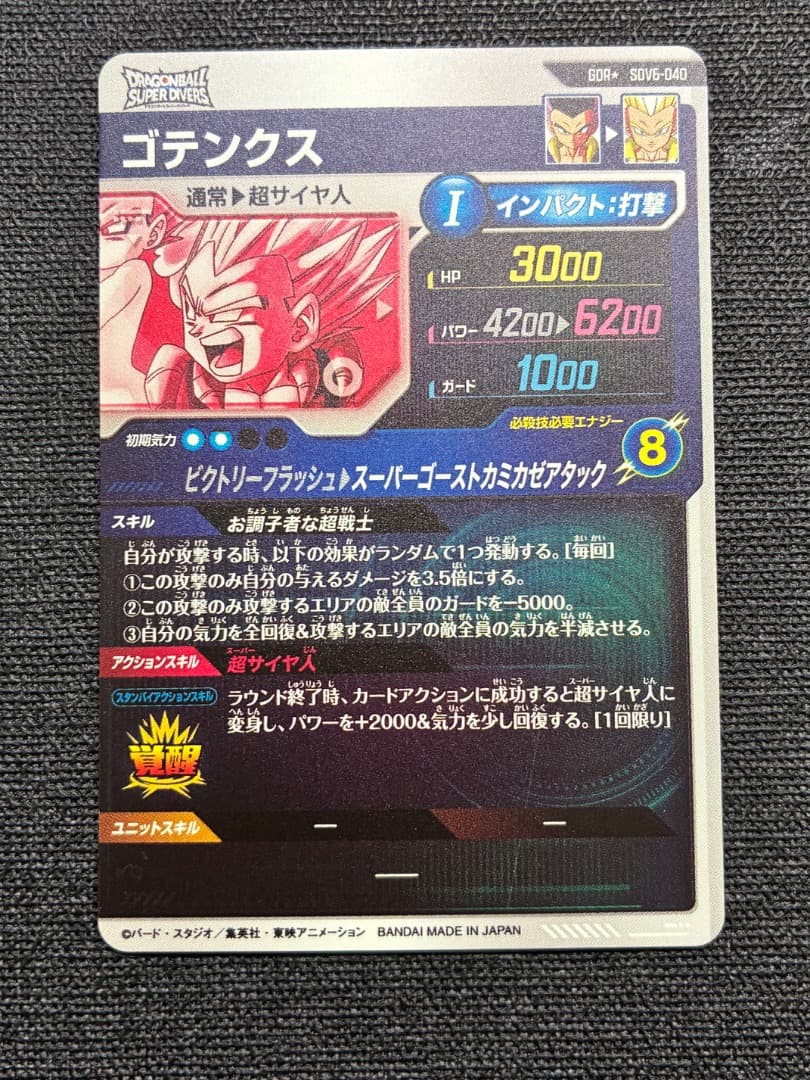 DRAGONBALL
SUPER DIVERS
GDR★ SDV6-040
ゴテンクス
通常▶超サイヤ人
I インパクト:打撃
HP 3000
パワー 4200▶6200
ガード 1000
初期気力
必殺技必要エナジー
8
ビクトリーフラッシュ▶スーパーゴーストカミカゼアタック
スキル お調子者な超戦士
自分が攻撃する時、以下の効果がランダムで1つ発動する。[毎回]
①この攻撃のみ自分の与えるダメージを3.5倍にする。
②この攻撃のみ攻撃するエリアの敵全員のガードを−5000。
③自分の気力を全回復&攻撃するエリアの敵全員の気力を半減させる。
アクションスキル 超サイヤ人
スタンバイアクションスキル
ラウンド終了時、カードアクションに成功すると超サイヤ人に
変身し、パワーを+2000&気力を少し回復する。[1回限り]
覚醒
ユニットスキル — —
—
©バード・スタジオ/集英社・東映アニメーション BANDAI MADE IN JAPAN